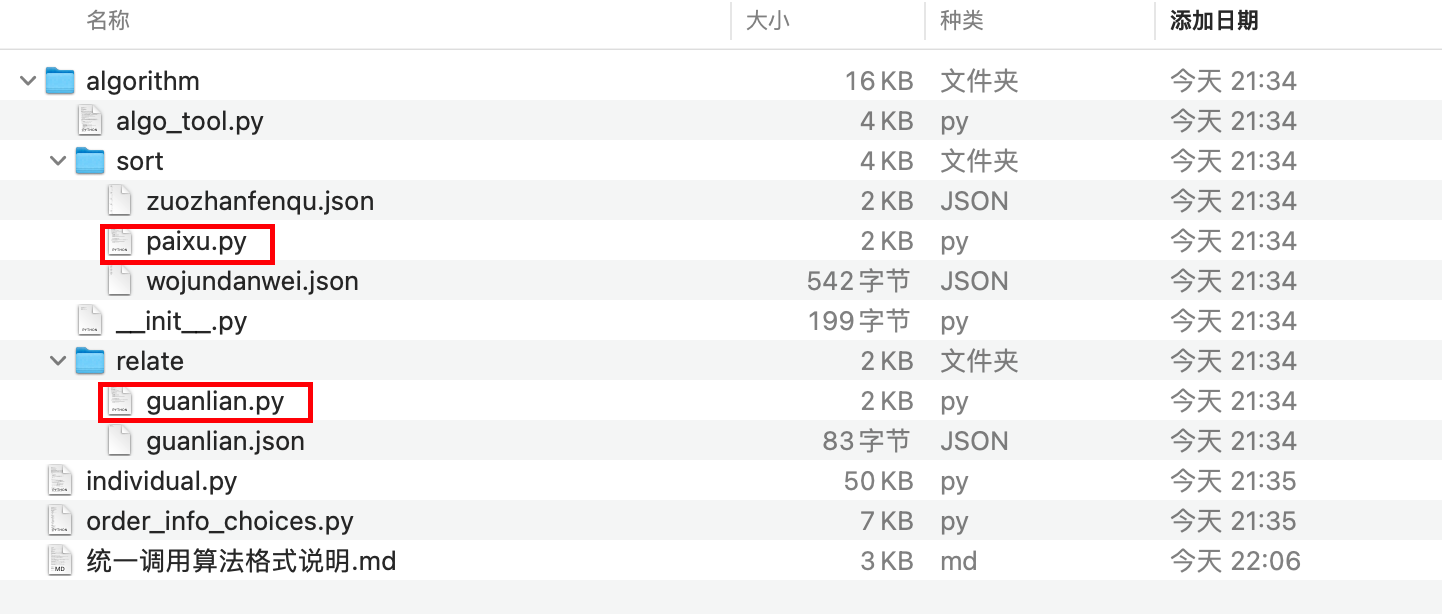 名称 大小 种类 添加日期
algorithm 16 KB 文件夹 今天 21:34
algo_tool.py 4 KB py 今天 21:34
sort 4 KB 文件夹 今天 21:34
zuozhanfenqu.json 2 KB JSON 今天 21:34
paixu.py 2 KB py 今天 21:34
wojundanwei.json 542 字节 JSON 今天 21:34
__init__.py 199 字节 py 今天 21:34
relate 2 KB 文件夹 今天 21:34
guanlian.py 2 KB py 今天 21:34
guanlian.json 83 字节 JSON 今天 21:34
individual.py 50 KB py 今天 21:35
order_info_choices.py 7 KB py 今天 21:35
统一调用算法格式说明.md 3 KB md 今天 22:06